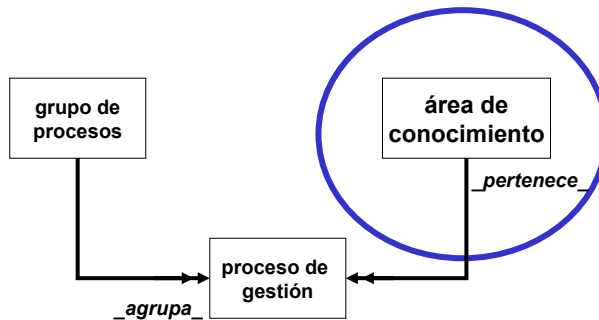 grupo de
procesos
área de
conocimiento
_pertenece_
proceso de
gestión
_agrupa_